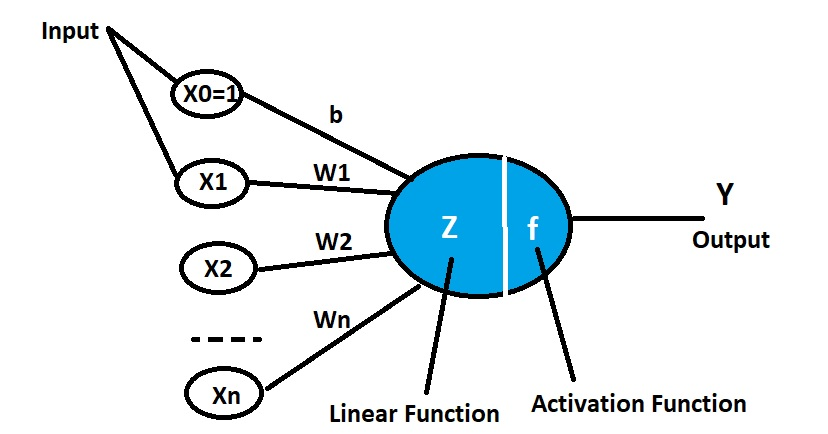 Input
X0=1
b
X1
W1
Z
f
Y
Output
X2
W2
Wn
Xn
Linear Function
Activation Function